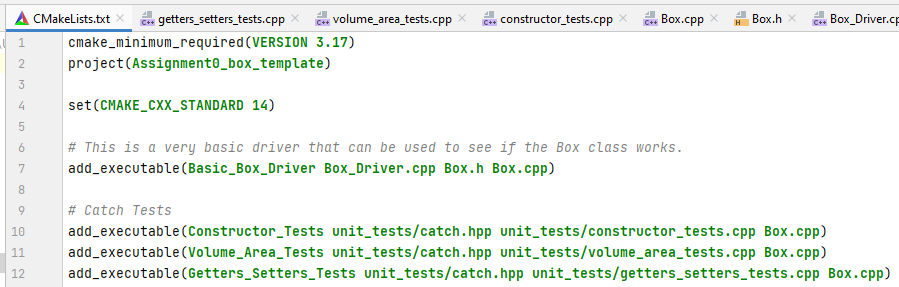 CMakeLists.txt getters_setters_tests.cpp volume_area_tests.cpp constructor_tests.cpp Box.cpp Box.h Box_Driver.cp
1 cmake_minimum_required(VERSION 3.17)
2 project(Assignment0_box_template)
3
4 set(CMAKE_CXX_STANDARD 14)
5
6 # This is a very basic driver that can be used to see if the Box class works.
7 add_executable(Basic_Box_Driver Box_Driver.cpp Box.h Box.cpp)
8
9 # Catch Tests
10 add_executable(Constructor_Tests unit_tests/catch.hpp unit_tests/constructor_tests.cpp Box.cpp)
11 add_executable(Volume_Area_Tests unit_tests/catch.hpp unit_tests/volume_area_tests.cpp Box.cpp)
12 add_executable(Getters_Setters_Tests unit_tests/catch.hpp unit_tests/getters_setters_tests.cpp Box.cpp)